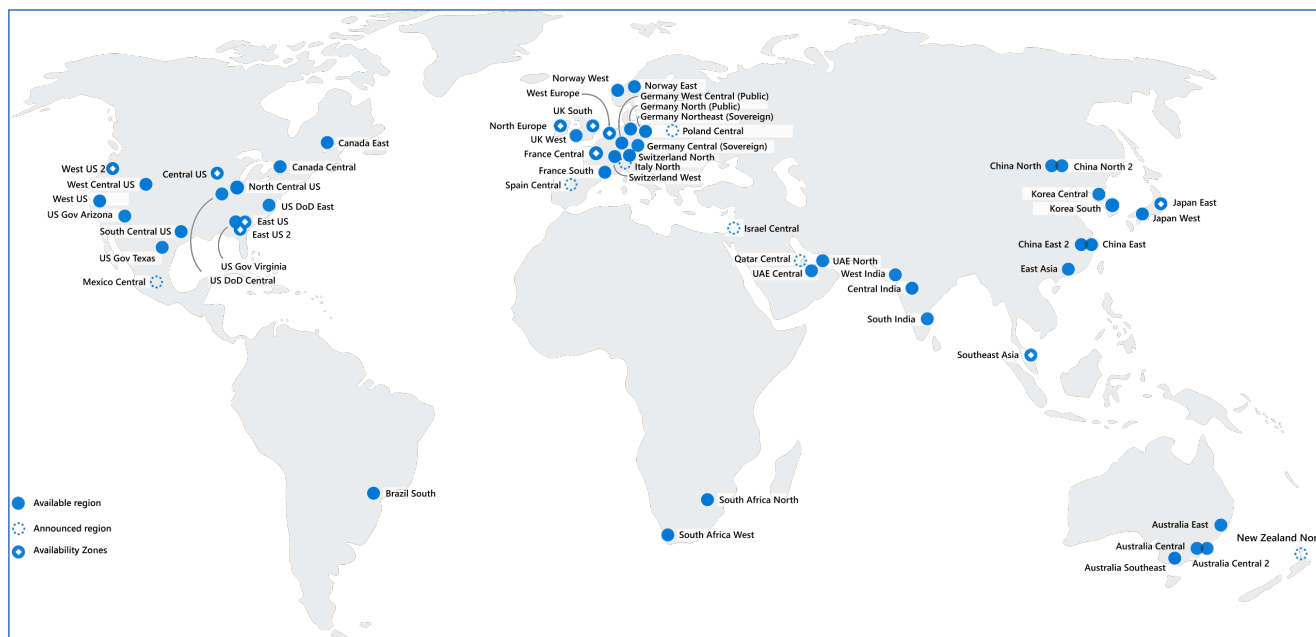 Norway West
Norway East
West Europe
Germany West Central (Public)
Germany North (Public)
UK South
Germany Northeast (Sovereign)
North Europe
Poland Central
UK West
Canada East
Germany Central (Sovereign)
France Central
Switzerland North
Italy North
France South
Switzerland West
Spain Central
West US 2
Central US
Canada Central
West Central US
North Central US
West US
US DoD East
US Gov Arizona
East US
South Central US
East US 2
US Gov Texas
US Gov Virginia
Mexico Central
US DoD Central
China North
China North 2
Korea Central
Korea South
Japan East
Japan West
Israel Central
China East 2
China East
Qatar Central
UAE North
UAE Central
West India
East Asia
Central India
South India
Southeast Asia
Brazil South
South Africa North
South Africa West
Available region
Announced region
Availability Zones
Australia East
New Zealand Nor
Australia Central
Australia Central 2
Australia Southeast